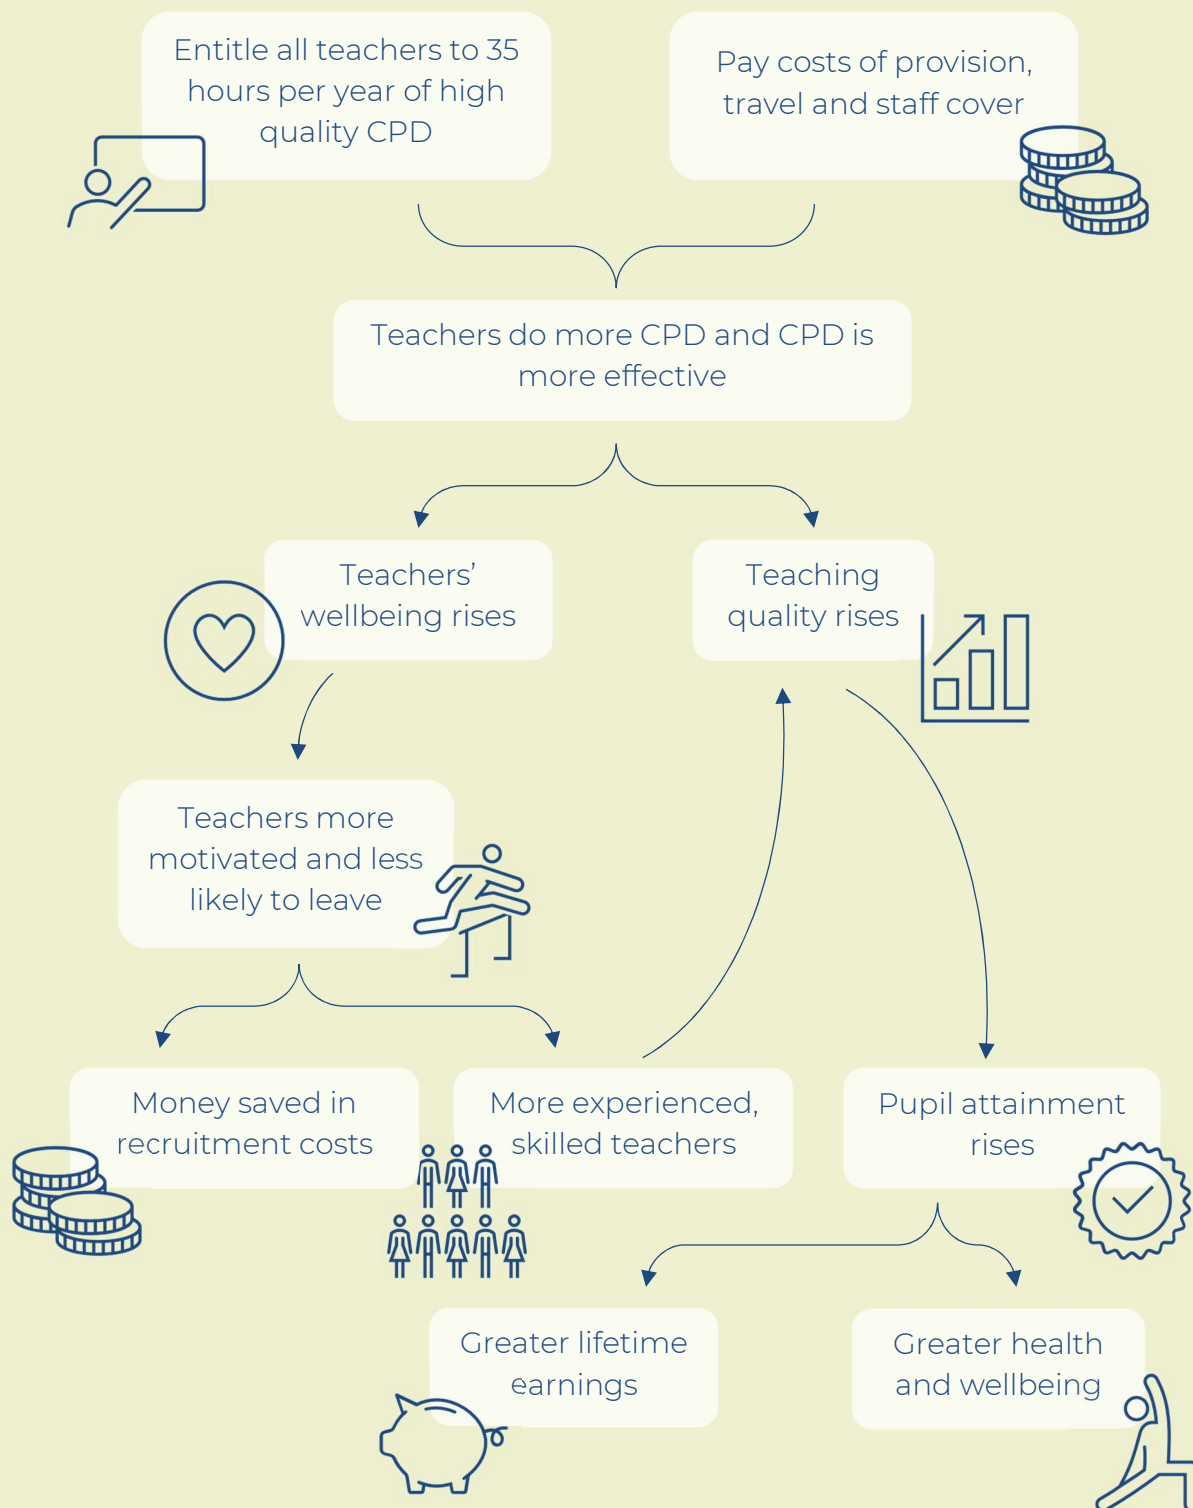 Entitle all teachers to 35
hours per year of high
quality CPD
Pay costs of provision,
travel and staff cover
Teachers do more CPD and CPD is
more effective
Teachers’
wellbeing rises
Teaching
quality rises
Teachers more
motivated and less
likely to leave
Money saved in
recruitment costs
More experienced,
skilled teachers
Pupil attainment
rises
Greater lifetime
earnings
Greater health
and wellbeing